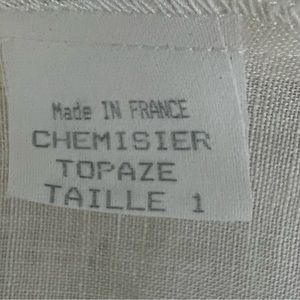 Made IN FRANCE
CHEMISIER
TOPAZE
TAILLE 1